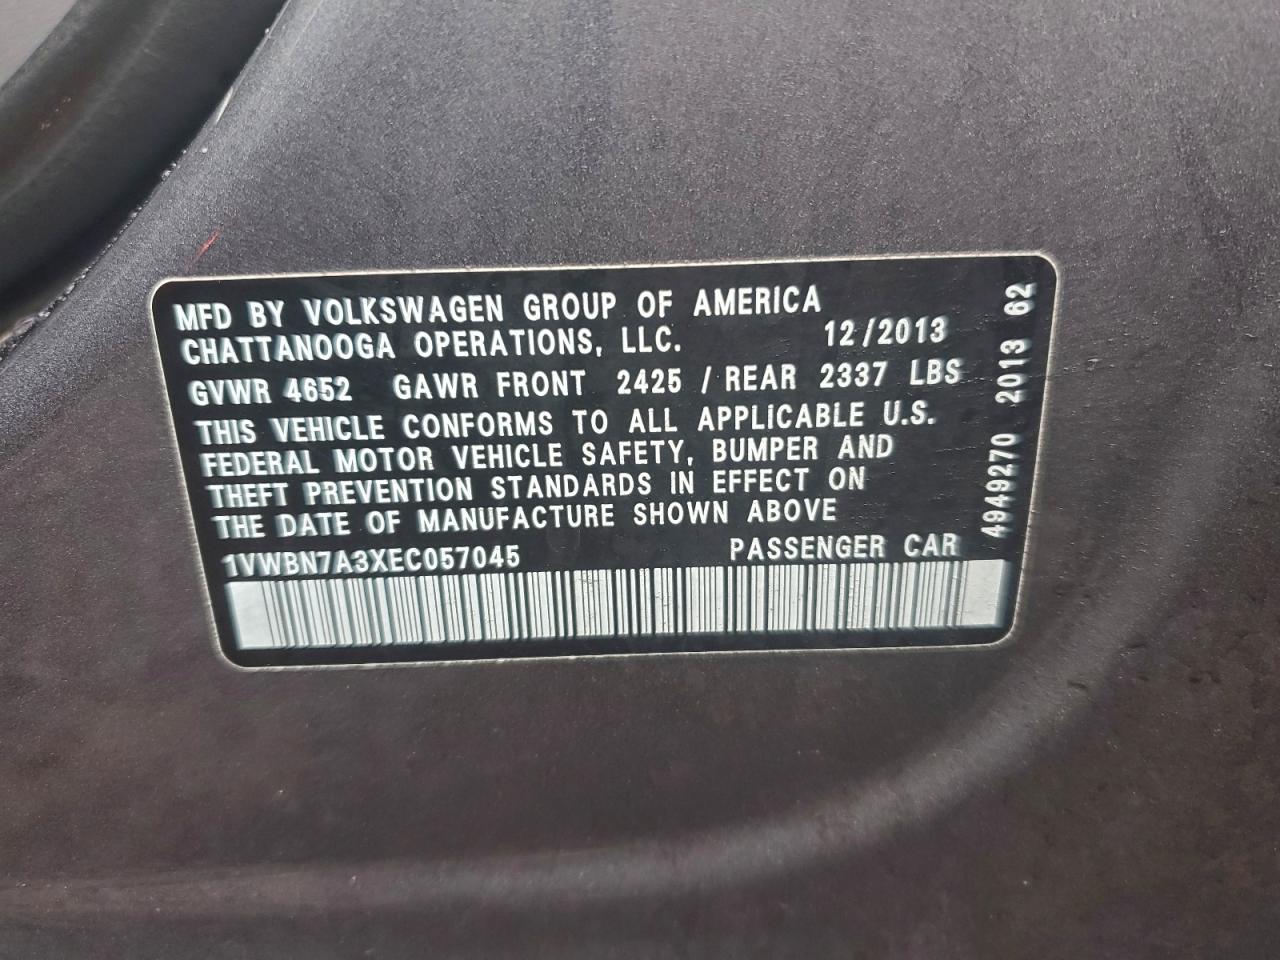 MFD BY VOLKSWAGEN GROUP OF AMERICA
CHATTANOOGA OPERATIONS, LLC. 12/2013
GVWR 4652 GAWR FRONT 2425 / REAR 2337 LBS
THIS VEHICLE CONFORMS TO ALL APPLICABLE U.S.
FEDERAL MOTOR VEHICLE SAFETY, BUMPER AND
THEFT PREVENTION STANDARDS IN EFFECT ON
THE DATE OF MANUFACTURE SHOWN ABOVE
1VWBN7A3XEC057045 PASSENGER CAR
4949270 2013 62